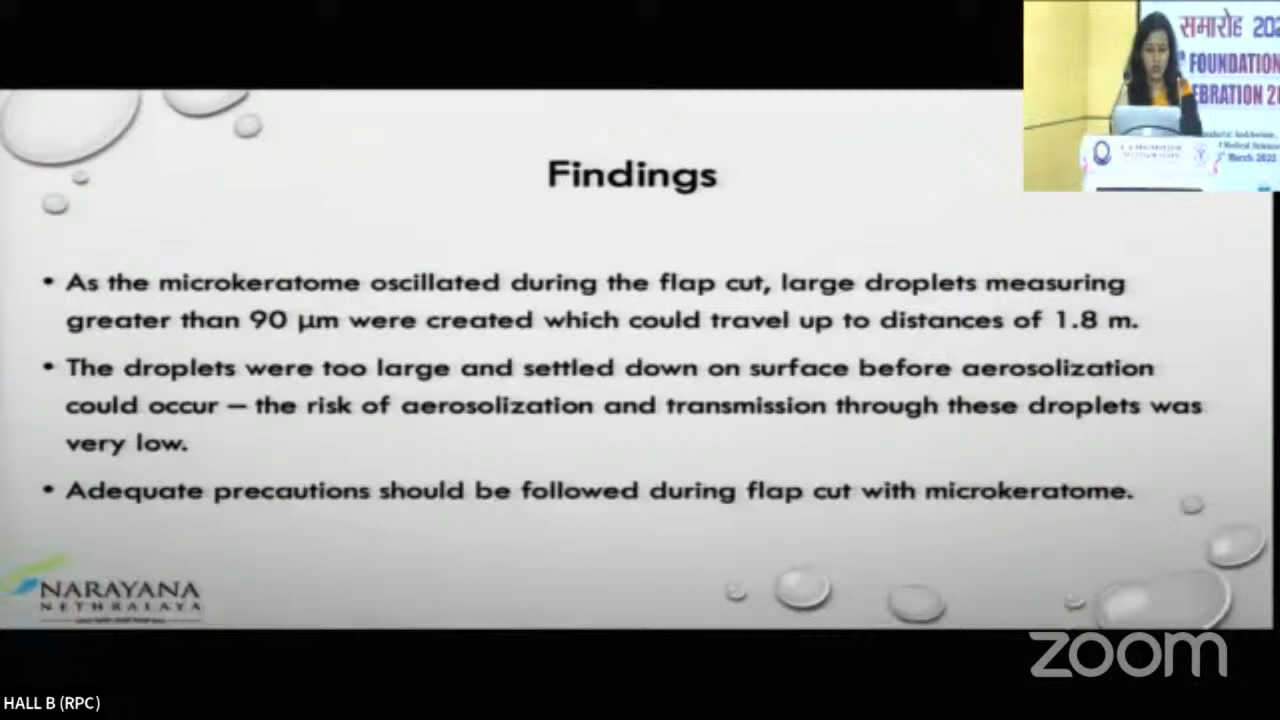 समारोह 202
FOUNDATION
EBRATION 20
March 2022
Findings
• As the microkeratome oscillated during the flap cut, large droplets measuring
greater than 90 µm were created which could travel up to distances of 1.8 m.
• The droplets were too large and settled down on surface before aerosolization
could occur – the risk of aerosolization and transmission through these droplets was
very low.
• Adequate precautions should be followed during flap cut with microkeratome.
NARAYANA
NETHRALAYA
zoom
HALL B (RPC)